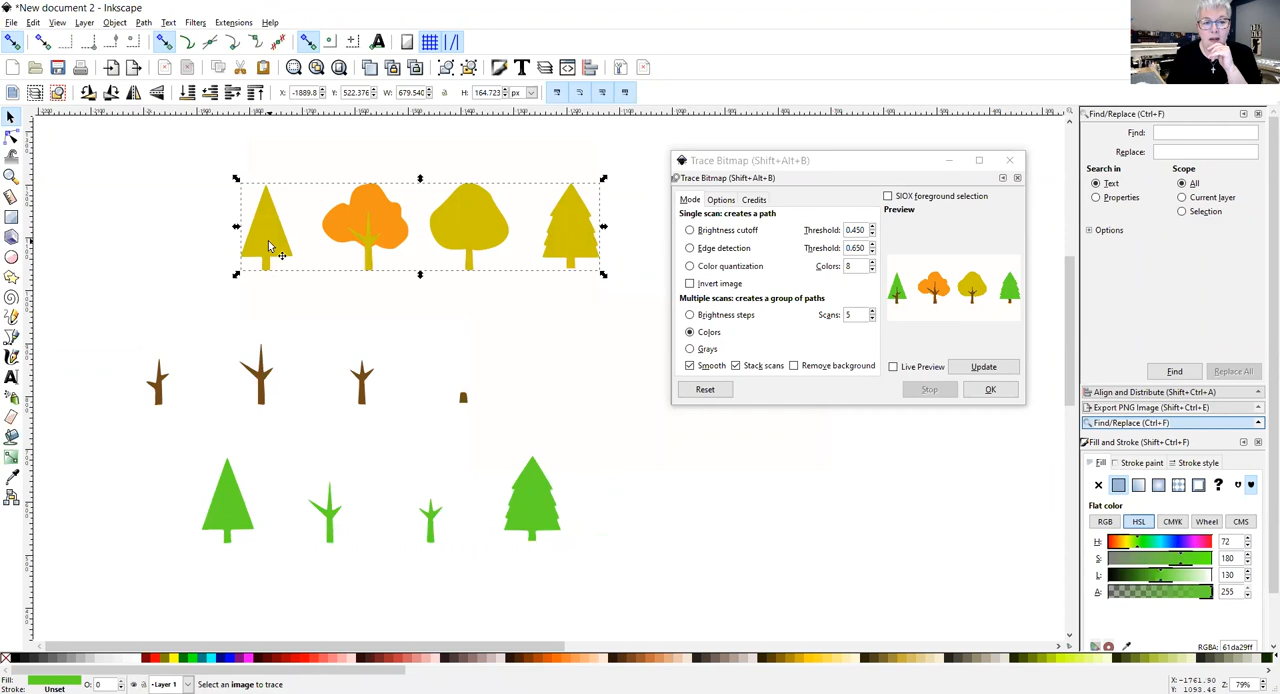 *New document 2 - Inkscape
File Edit View Layer Object Path Text Filters Extensions Help
X: -1889.8 Y: 522.376 W: 679.540 H: 164.723 px
Find/Replace (Ctrl+F)
Find:
Replace:
Search in Scope
Text All
Properties Current layer
Selection
Options
Find Replace All
Trace Bitmap (Shift+Alt+B)
Trace Bitmap (Shift+Alt+B)
Mode Options Credits
SIOX foreground selection
Preview
Single scan: creates a path
Brightness cutoff Threshold: 0.450
Edge detection Threshold: 0.650
Color quantization Colors: 8
Invert image
Multiple scans: creates a group of paths
Brightness steps Scans: 5
Colors
Grays
Smooth Stack scans Remove background
Live Preview Update
Reset Stop OK
Align and Distribute (Shift+Ctrl+A)
Export PNG Image (Shift+Ctrl+E)
Find/Replace (Ctrl+F)
Fill and Stroke (Shift+Ctrl+F)
Fill Stroke paint Stroke style
?
Flat color
RGB HSL CMYK Wheel CMS
H: 72
S: 180
L: 130
A: 255
RGBA: 61da29ff
Fill:
Stroke: Unset
O: 0
Layer 1
Select an image to trace
X:-1761.90
Y: 1093.46
Z: 79%